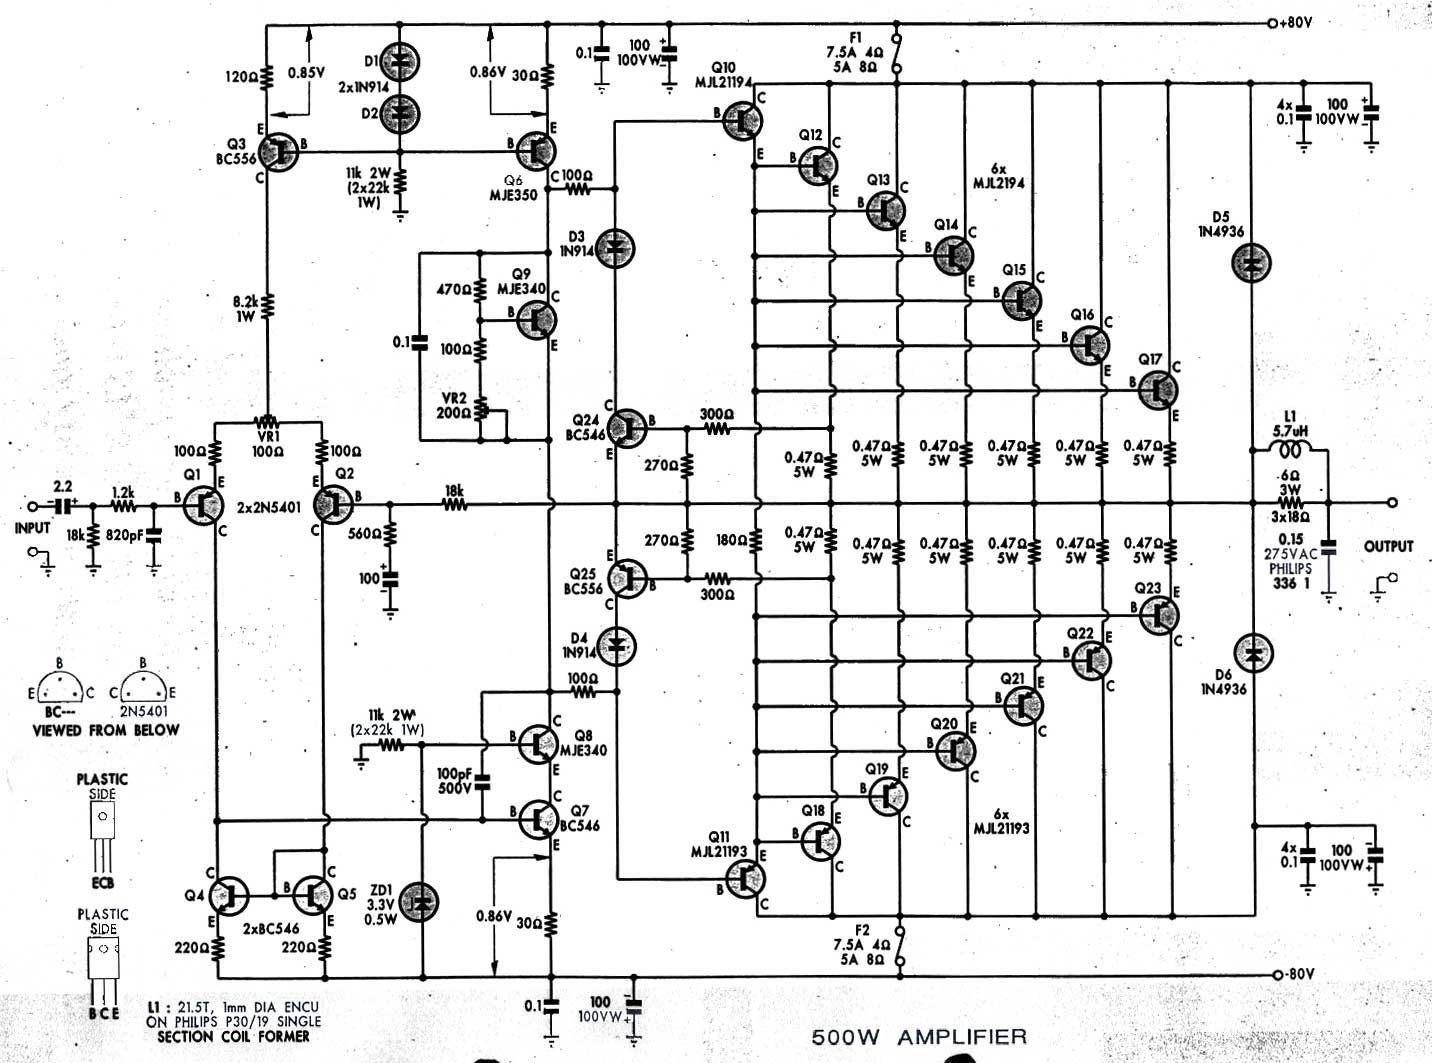 +80V
F1
7.5A 4Ω
5A 8Ω
0.1
100
100VW
+
-
120Ω
0.85V
D1
2x1N914
D2
0.86V
30Ω
Q10
MJL21194
C
B
E
4x
0.1
100
100VW
+
-
E
B
C
Q3
BC556
11k 2W
(2x22k
1W)
E
B
C
Q6
MJE350
100Ω
Q12
B
C
E
Q13
B
C
E
6x
MJL2194
Q14
B
C
E
Q15
B
C
E
Q16
B
C
E
Q17
B
C
E
D3
1N914
D5
1N4936
8.2k
1W
470Ω
Q9
MJE340
C
B
E
0.1
100Ω
VR2
200Ω
VR1
100Ω
100Ω
100Ω
Q24
BC546
C
B
E
300Ω
270Ω
0.47Ω
5W
0.47Ω
5W
0.47Ω
5W
0.47Ω
5W
0.47Ω
5W
0.47Ω
5W
L1
5.7uH
.6Ω
3W
3x18Ω
2.2
-
+
1.2k
INPUT
18k
820pF
Q1
B
E
C
2x2N5401
Q2
E
B
C
18k
560Ω
100
+
-
270Ω
180Ω
300Ω
0.47Ω
5W
0.47Ω
5W
0.47Ω
5W
0.47Ω
5W
0.47Ω
5W
0.47Ω
5W
0.15
275VAC
PHILIPS
336 1
OUTPUT
Q25
BC556
E
B
C
D4
1N914
100Ω
Q23
B
E
C
Q22
B
E
C
Q21
B
E
C
Q20
B
E
C
Q19
B
E
C
Q18
B
E
C
6x
MJL21193
D6
1N4936
B
E
C
BC---
B
C
E
2N5401
VIEWED FROM BELOW
11k 2W
(2x22k 1W)
Q8
MJE340
C
B
E
100pF
500V
Q7
BC546
C
B
E
PLASTIC
SIDE
ECB
PLASTIC
SIDE
B C E
Q4
C
E
B
Q5
C
E
2xBC546
220Ω
220Ω
ZD1
3.3V
0.5W
0.86V
30Ω
Q11
MJL21193
E
B
C
4x
0.1
100
100VW
-
+
F2
7.5A 4Ω
5A 8Ω
-80V
0.1
100
100VW
-
+
L1 : 21.5T, 1mm DIA ENCU
ON PHILIPS P30/19 SINGLE
SECTION COIL FORMER
500W AMPLIFIER